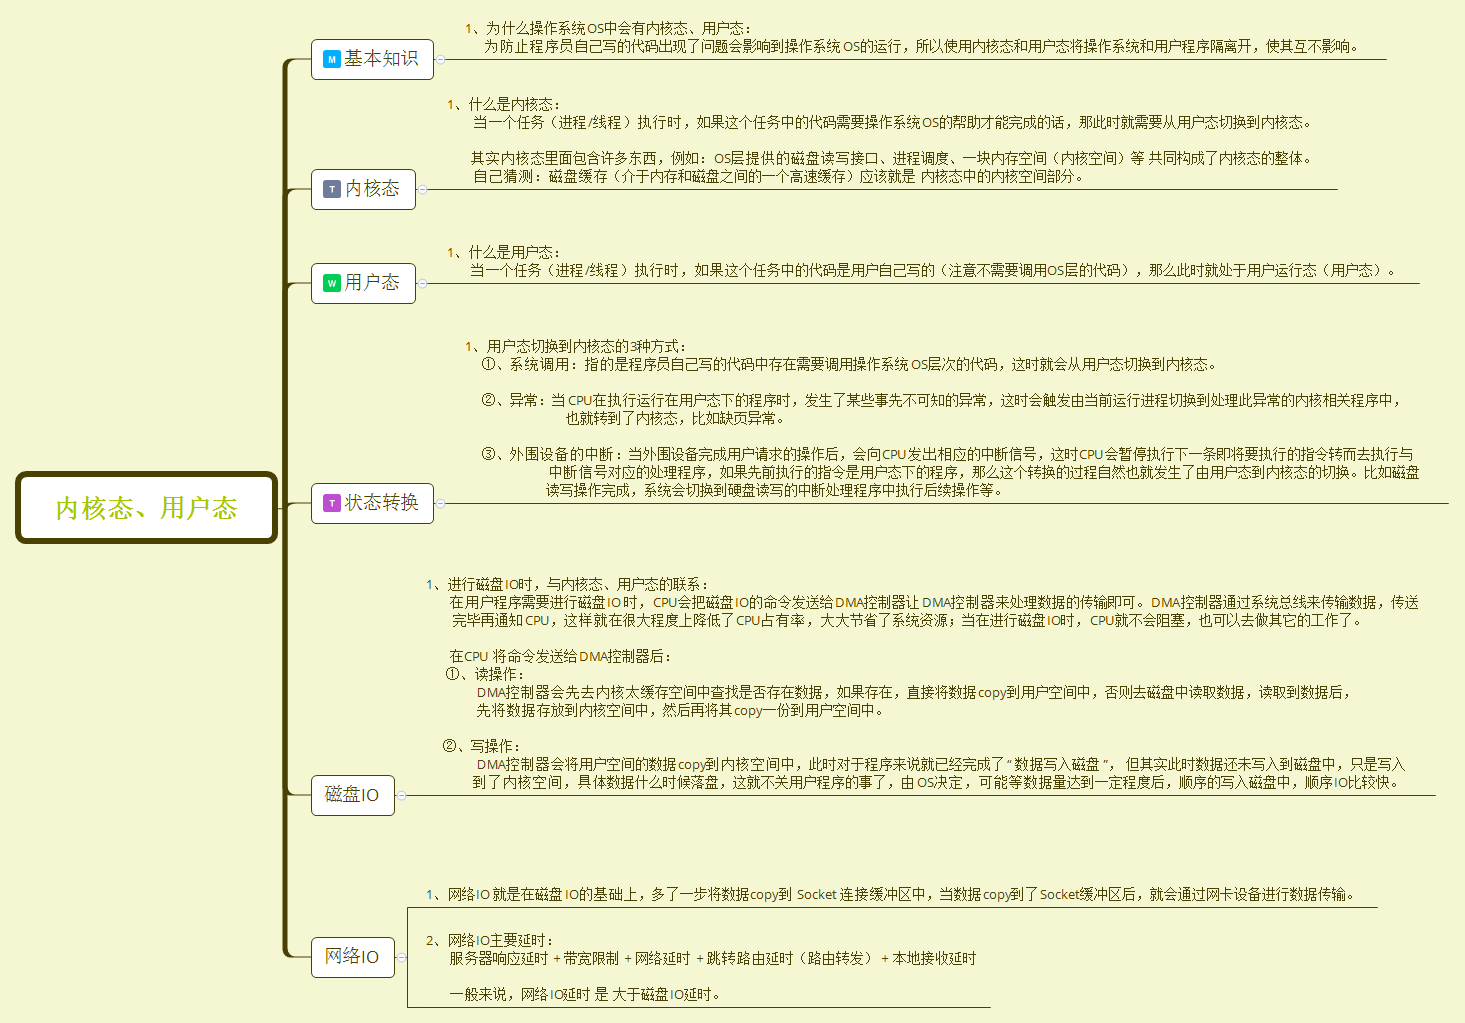 内核态、用户态
M 基本知识
1、为什么操作系统OS中会有内核态、用户态：
为防止程序员自己写的代码出现了问题会影响到操作系统OS的运行，所以使用内核态和用户态将操作系统和用户程序隔离开，使其互不影响。
T 内核态
1、什么是内核态：
当一个任务（进程/线程）执行时，如果这个任务中的代码需要操作系统OS的帮助才能完成的话，那此时就需要从用户态切换到内核态。
其实内核态里面包含许多东西，例如：OS层提供的磁盘读写接口、进程调度、一块内存空间（内核空间）等 共同构成了内核态的整体。
自己猜测：磁盘缓存（介于内存和磁盘之间的一个高速缓存）应该就是 内核态中的内核空间部分。
W 用户态
1、什么是用户态：
当一个任务（进程/线程）执行时，如果这个任务中的代码是用户自己写的（注意不需要调用OS层的代码），那么此时就处于用户运行态（用户态）。
T 状态转换
1、用户态切换到内核态的3种方式：
①、系统调用：指的是程序员自己写的代码中存在需要调用操作系统OS层次的代码，这时就会从用户态切换到内核态。
②、异常：当CPU在执行运行在用户态下的程序时，发生了某些事先不可知的异常，这时会触发由当前运行进程切换到处理此异常的内核相关程序中，
也就转到了内核态，比如缺页异常。
③、外围设备的中断：当外围设备完成用户请求的操作后，会向CPU发出相应的中断信号，这时CPU会暂停执行下一条即将要执行的指令转而去执行与
中断信号对应的处理程序，如果先前执行的指令是用户态下的程序，那么这个转换的过程自然也就发生了由用户态到内核态的切换。比如磁盘
读写操作完成，系统会切换到硬盘读写的中断处理程序中执行后续操作等。
磁盘IO
1、进行磁盘IO时，与内核态、用户态的联系：
在用户程序需要进行磁盘IO时，CPU会把磁盘IO的命令发送给DMA控制器让DMA控制器来处理数据的传输即可。DMA控制器通过系统总线来传输数据，传送
完毕再通知CPU，这样就在很大程度上降低了CPU占有率，大大节省了系统资源；当在进行磁盘IO时，CPU就不会阻塞，也可以去做其它的工作了。
在CPU 将命令发送给DMA控制器后：
①、读操作：
DMA控制器会先去内核太缓存空间中查找是否存在数据，如果存在，直接将数据copy到用户空间中，否则去磁盘中读取数据，读取到数据后，
先将数据存放到内核空间中，然后再将其copy一份到用户空间中。
②、写操作：
DMA控制器会将用户空间的数据copy到内核空间中，此时对于程序来说就已经完成了“数据写入磁盘”， 但其实此时数据还未写入到磁盘中，只是写入
到了内核空间，具体数据什么时候落盘，这就不关用户程序的事了，由OS决定，可能等数据量达到一定程度后，顺序的写入磁盘中，顺序IO比较快。
网络IO
1、网络IO 就是在磁盘IO的基础上，多了一步将数据copy到 Socket 连接缓冲区中，当数据copy到了Socket缓冲区后，就会通过网卡设备进行数据传输。
2、网络IO主要延时：
服务器响应延时 + 带宽限制 + 网络延时 + 跳转路由延时（路由转发） + 本地接收延时
一般来说，网络IO延时 是 大于磁盘IO延时。